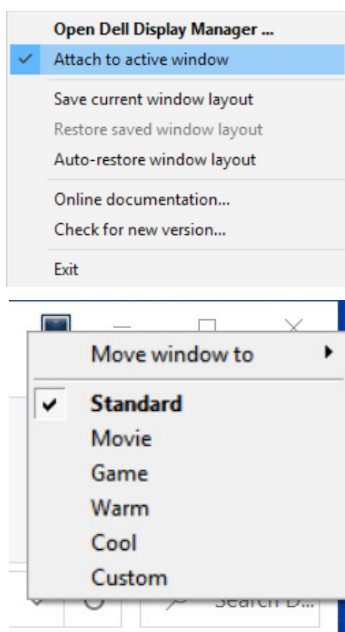 Open Dell Display Manager ...
Attach to active window
Save current window layout
Restore saved window layout
Auto-restore window layout
Online documentation...
Check for new version...
Exit
Move window to
Standard
Movie
Game
Warm
Cool
Custom
Search D...